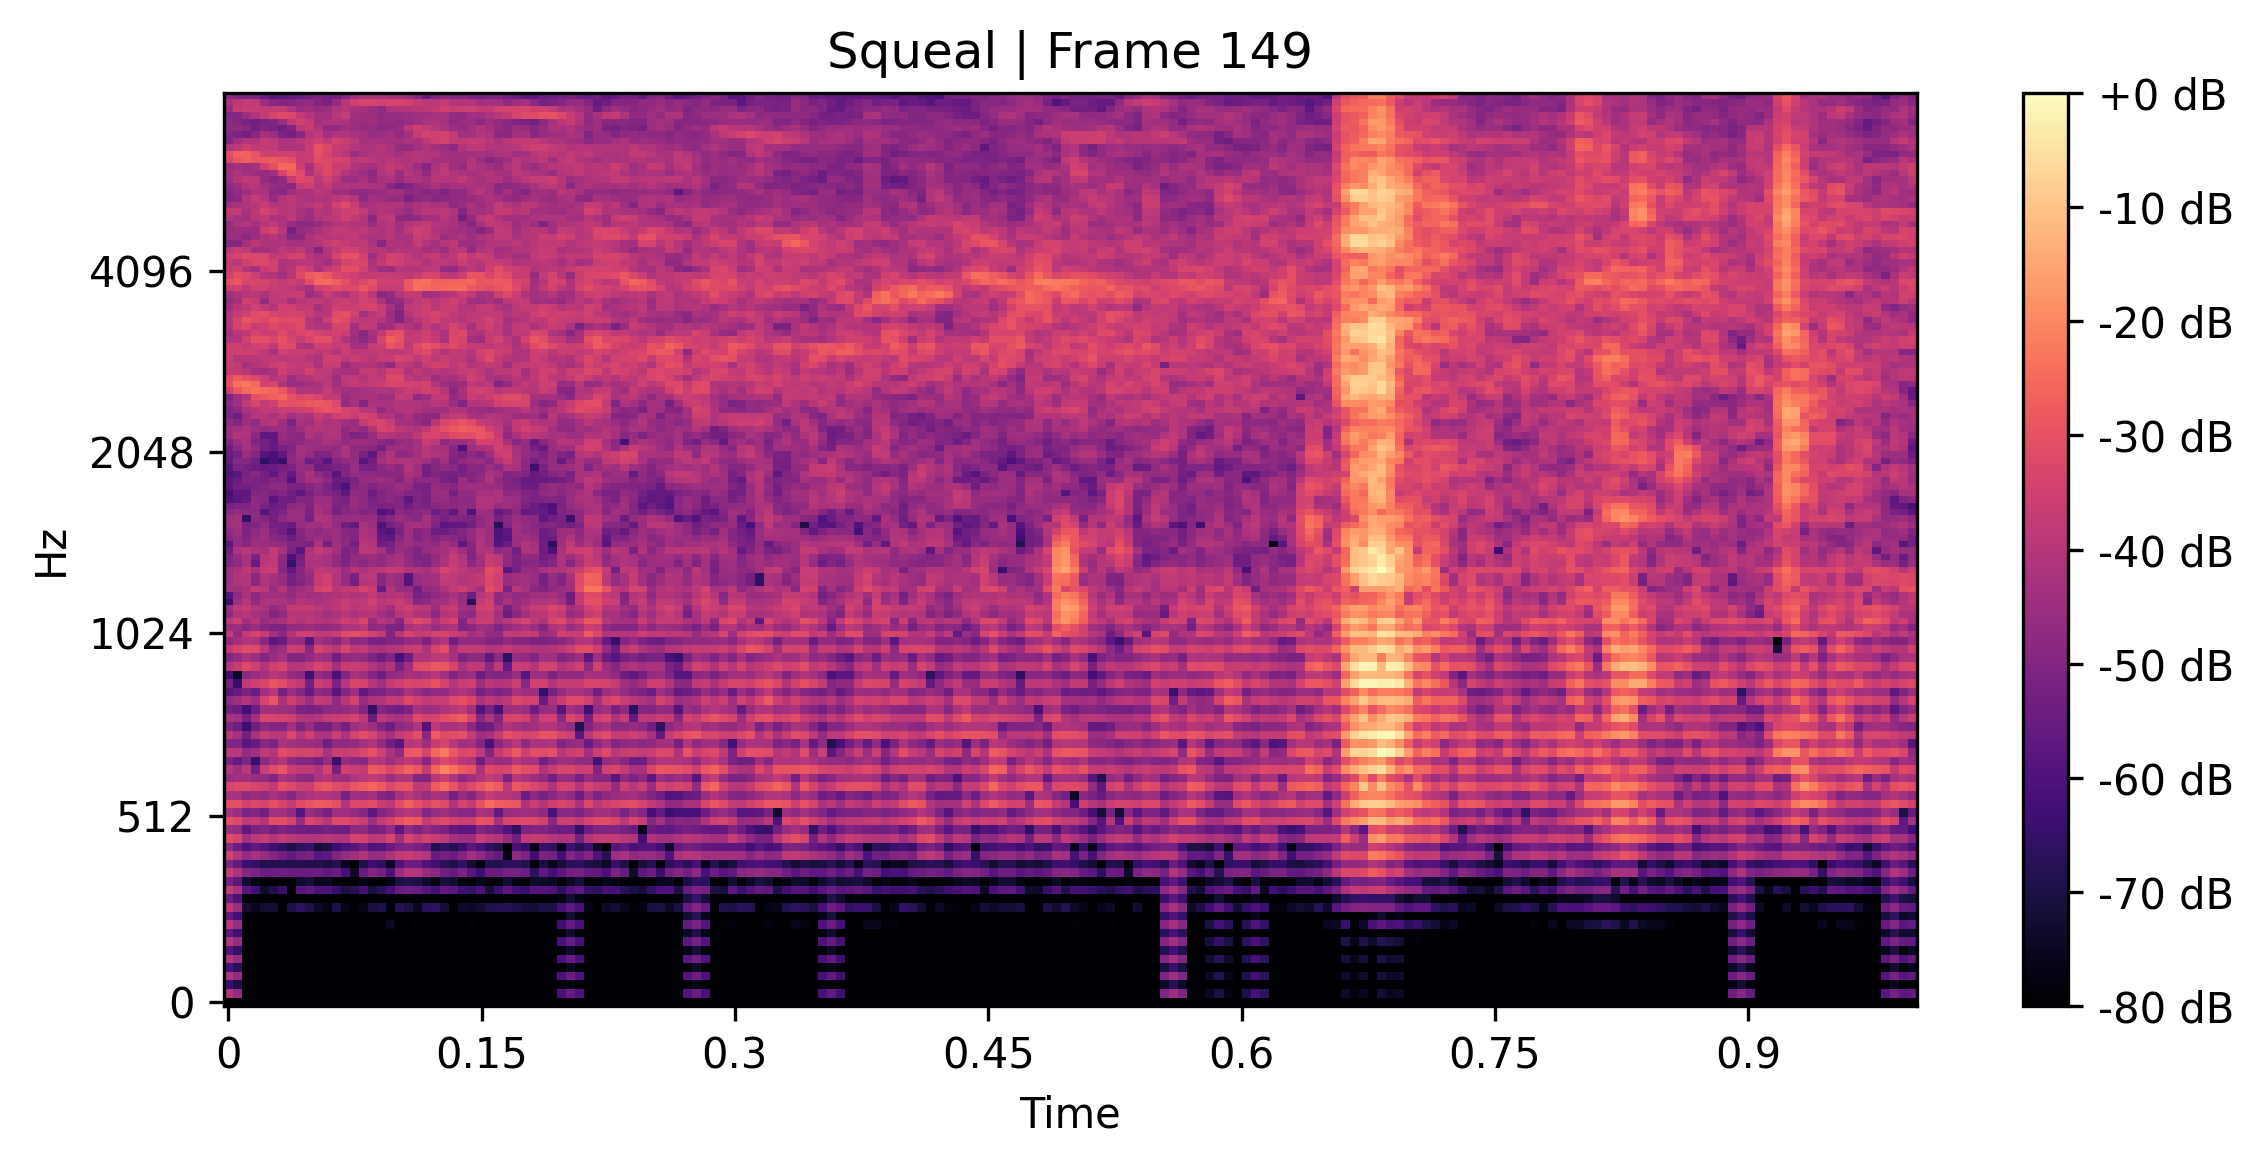 Squeal | Frame 149
+0 dB
-10 dB
-20 dB
-30 dB
-40 dB
-50 dB
-60 dB
-70 dB
-80 dB
Hz
4096
2048
1024
512
0
0 0.15 0.3 0.45 0.6 0.75 0.9
Time